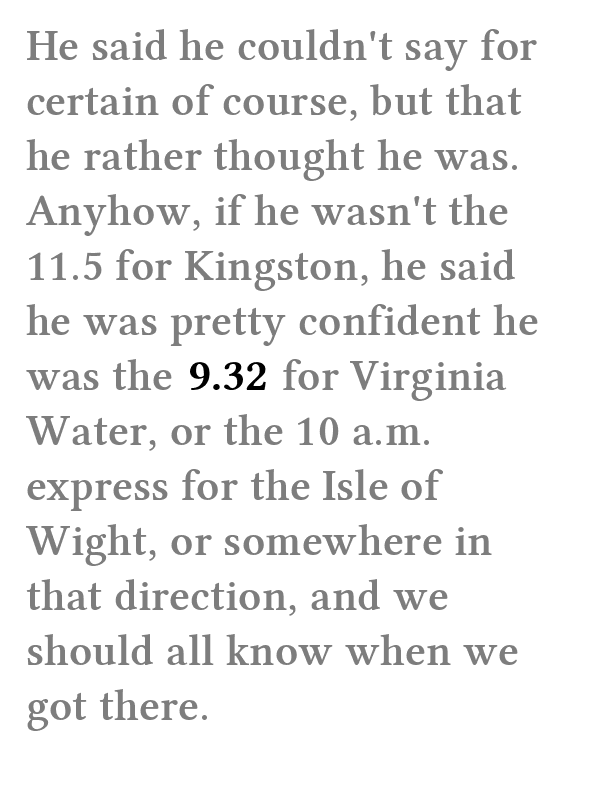 He said he couldn't say for
certain of course, but that
he rather thought he was.
Anyhow, if he wasn't the
11.5 for Kingston, he said
he was pretty confident he
was the 9.32 for Virginia
Water, or the 10 a.m.
express for the Isle of
Wight, or somewhere in
that direction, and we
should all know when we
got there.